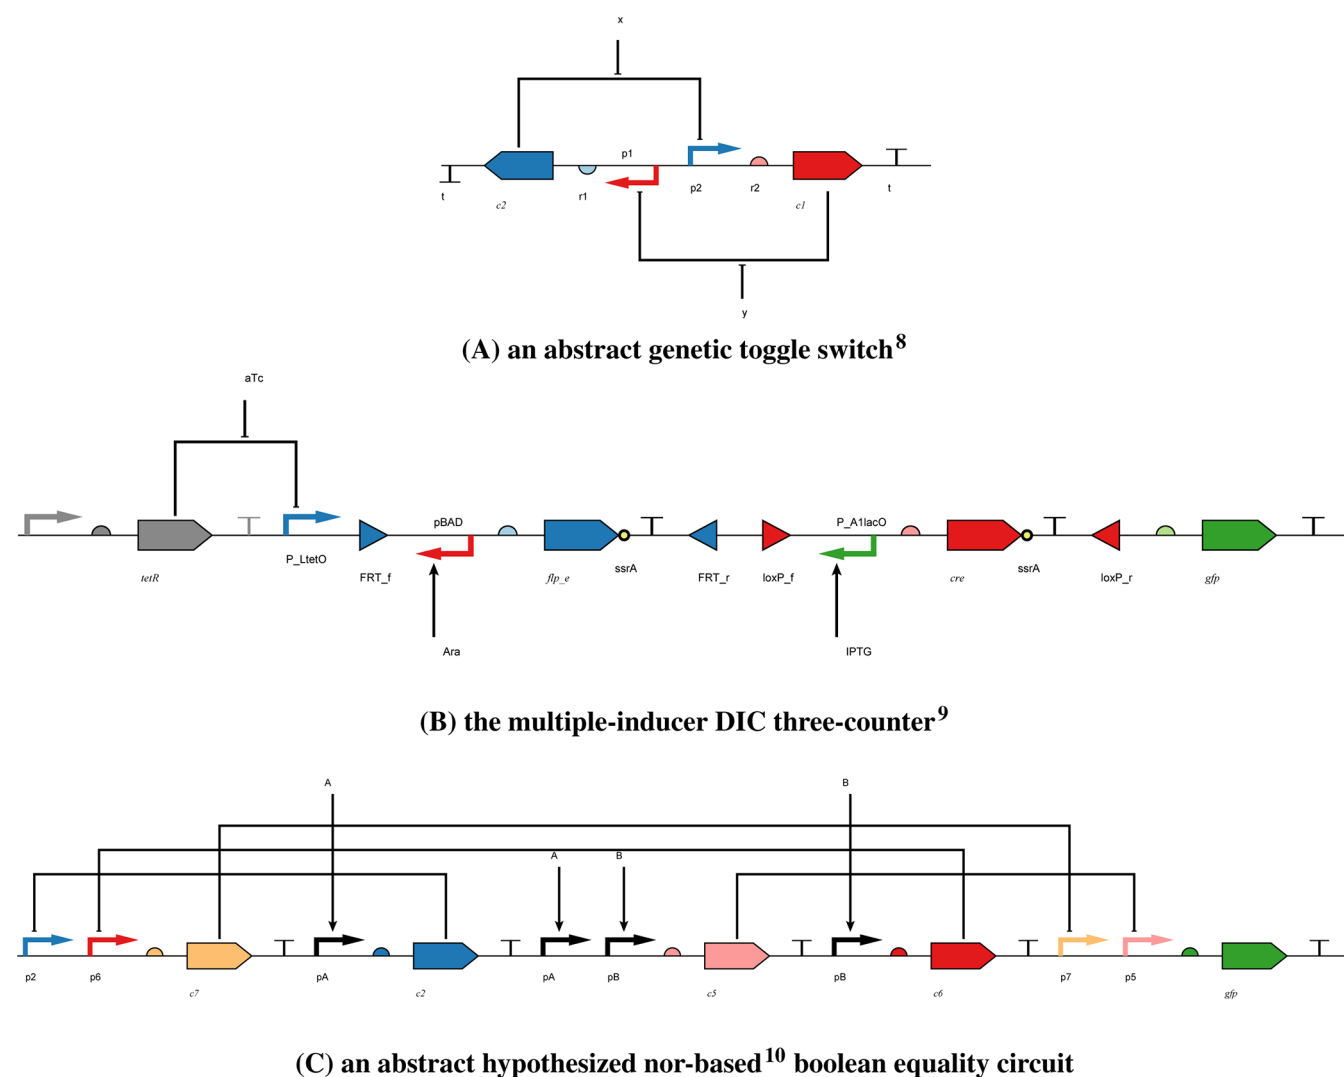 x
p1
t
c2
r1
p2
r2
c1
t
y
(A) an abstract genetic toggle switch8
aTc
pBAD
P_A1lacO
P_LtetO
tetR
FRT_f
flp_e
ssrA
FRT_r
loxP_f
cre
ssrA
loxP_r
gfp
Ara
IPTG
(B) the multiple-inducer DIC three-counter9
A
B
A
B
p2
p6
c7
pA
c2
pA
pB
c5
pB
c6
p7
p5
gfp
(C) an abstract hypothesized nor-based10 boolean equality circuit